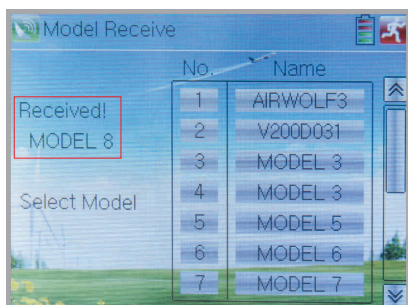 Model Receive
No. Name
Received!
MODEL 8
Select Model
1 AIRWOLF3
2 V200D031
3 MODEL 3
4 MODEL 3
5 MODEL 5
6 MODEL 6
7 MODEL 7